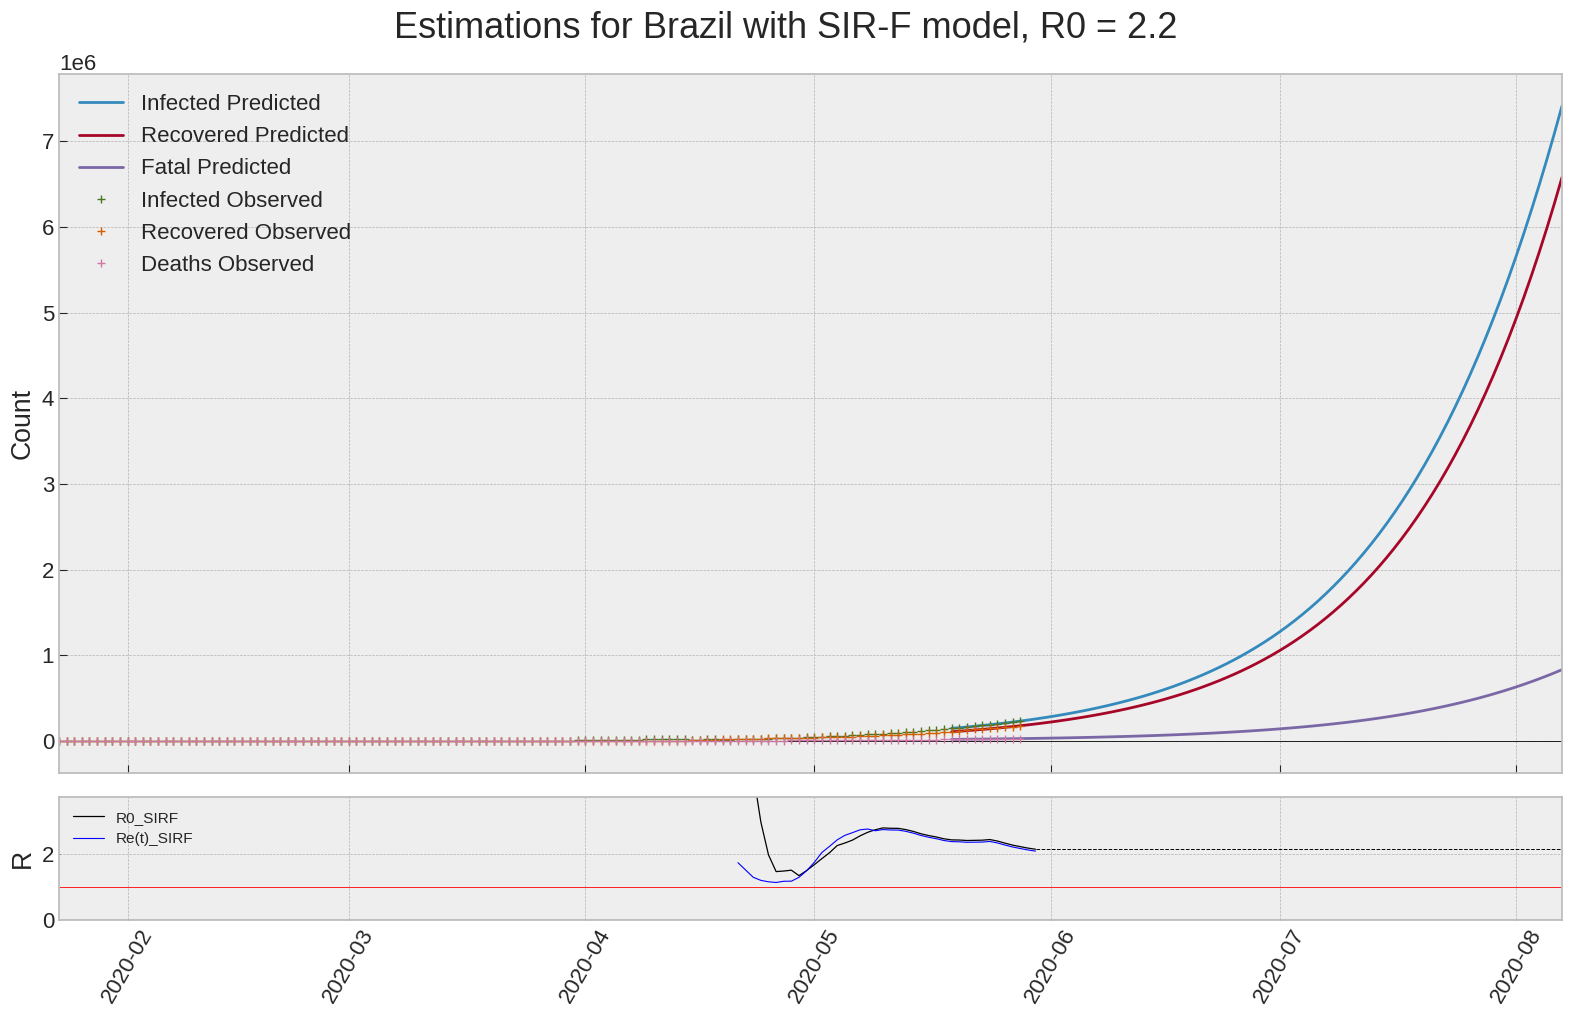 Estimations for Brazil with SIR-F model, R0 = 2.2
1e6
Infected Predicted
Recovered Predicted
Fatal Predicted
Infected Observed
Recovered Observed
Deaths Observed
7
6
5
4
3
2
1
0
Count
R0_SIRF
Re(t)_SIRF
2
0
R
2020-02
2020-03
2020-04
2020-05
2020-06
2020-07
2020-08